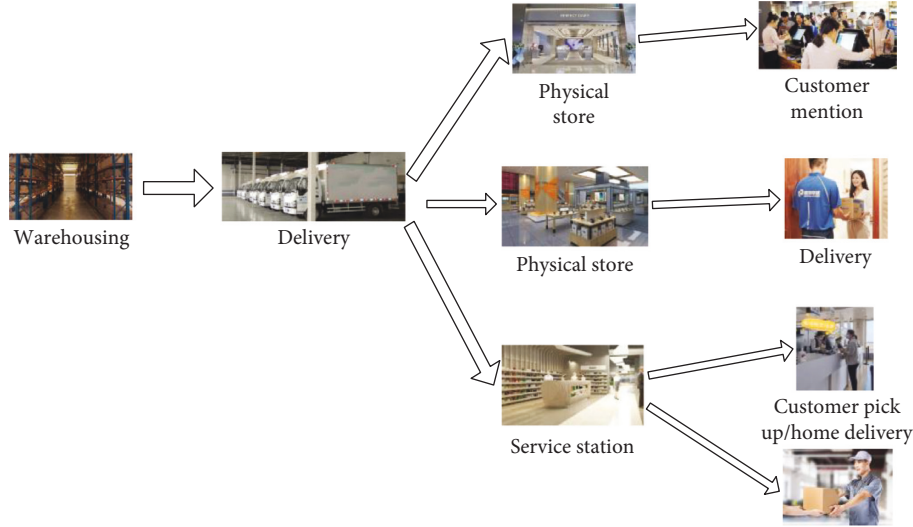 Physical
store
Customer
mention
Warehousing
Delivery
Physical store
Delivery
Service station
Customer pick
up/home delivery